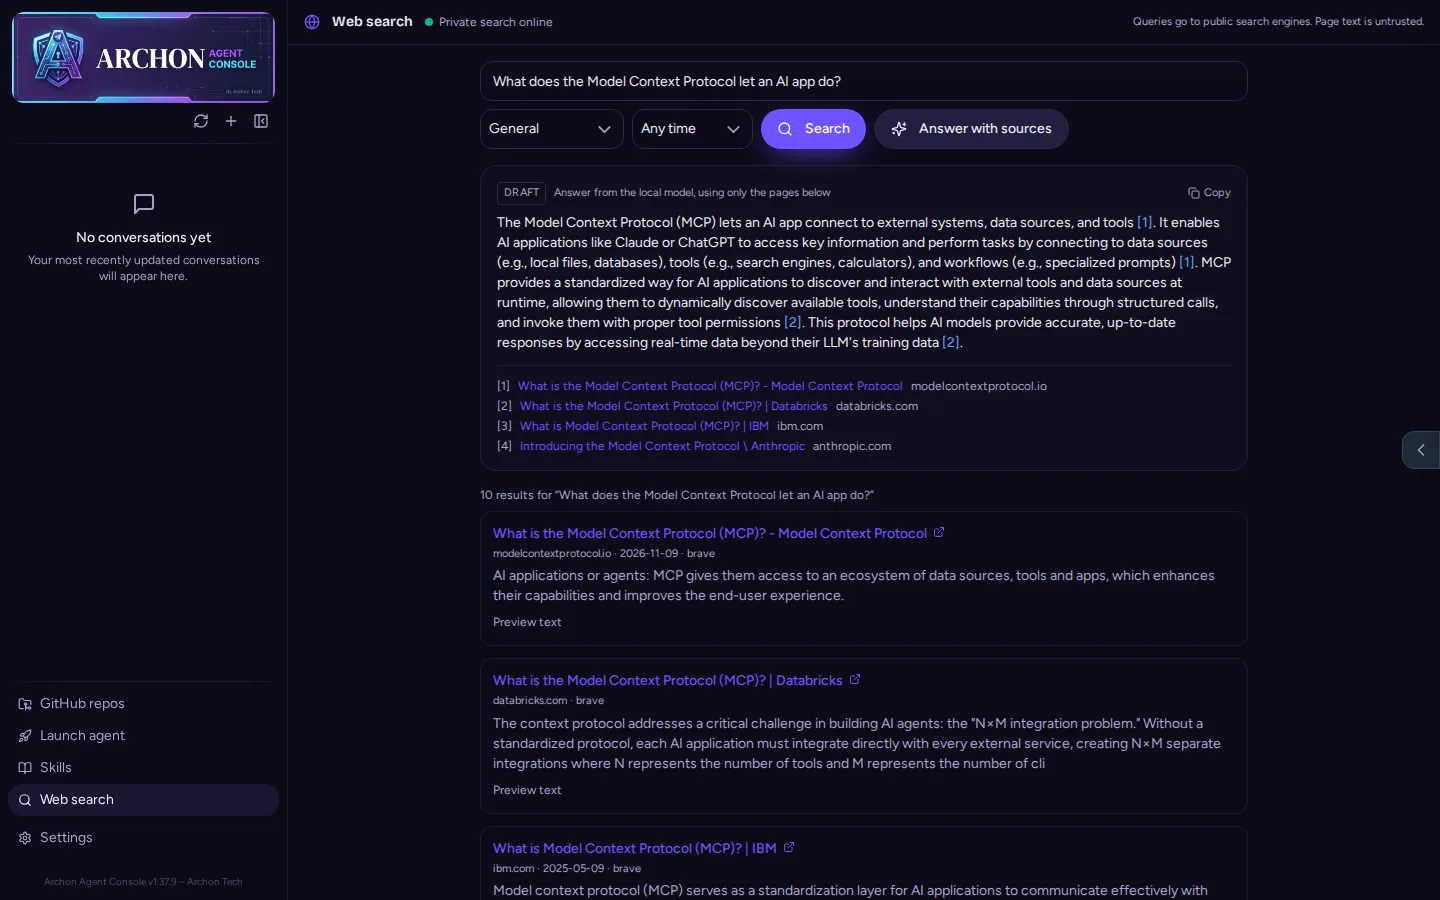 ARCHON AGENT CONSOLE
By Archon Tech
No conversations yet
Your most recently updated conversations
will appear here.
GitHub repos
Launch agent
Skills
Web search
Settings
Archon Agent Console v1.37.9 – Archon Tech
Web search
Private search online
Queries go to public search engines. Page text is untrusted.
What does the Model Context Protocol let an AI app do?
General
Any time
Search
Answer with sources
DRAFT Answer from the local model, using only the pages below
Copy
The Model Context Protocol (MCP) lets an AI app connect to external systems, data sources, and tools [1]. It enables
AI applications like Claude or ChatGPT to access key information and perform tasks by connecting to data sources
(e.g., local files, databases), tools (e.g., search engines, calculators), and workflows (e.g., specialized prompts) [1]. MCP
provides a standardized way for AI applications to discover and interact with external tools and data sources at
runtime, allowing them to dynamically discover available tools, understand their capabilities through structured calls,
and invoke them with proper tool permissions [2]. This protocol helps AI models provide accurate, up-to-date
responses by accessing real-time data beyond their LLM's training data [2].
[1] What is the Model Context Protocol (MCP)? - Model Context Protocol modelcontextprotocol.io
[2] What is the Model Context Protocol (MCP)? | Databricks databricks.com
[3] What is Model Context Protocol (MCP)? | IBM ibm.com
[4] Introducing the Model Context Protocol \ Anthropic anthropic.com
10 results for “What does the Model Context Protocol let an AI app do?”
What is the Model Context Protocol (MCP)? - Model Context Protocol
modelcontextprotocol.io · 2026-11-09 · brave
AI applications or agents: MCP gives them access to an ecosystem of data sources, tools and apps, which enhances
their capabilities and improves the end-user experience.
Preview text
What is the Model Context Protocol (MCP)? | Databricks
databricks.com · brave
The context protocol addresses a critical challenge in building AI agents: the "N×M integration problem." Without a
standardized protocol, each AI application must integrate directly with every external service, creating N×M separate
integrations where N represents the number of tools and M represents the number of cli
Preview text
What is Model Context Protocol (MCP)? | IBM
ibm.com · 2025-05-09 · brave
Model context protocol (MCP) serves as a standardization layer for AI applications to communicate effectively with